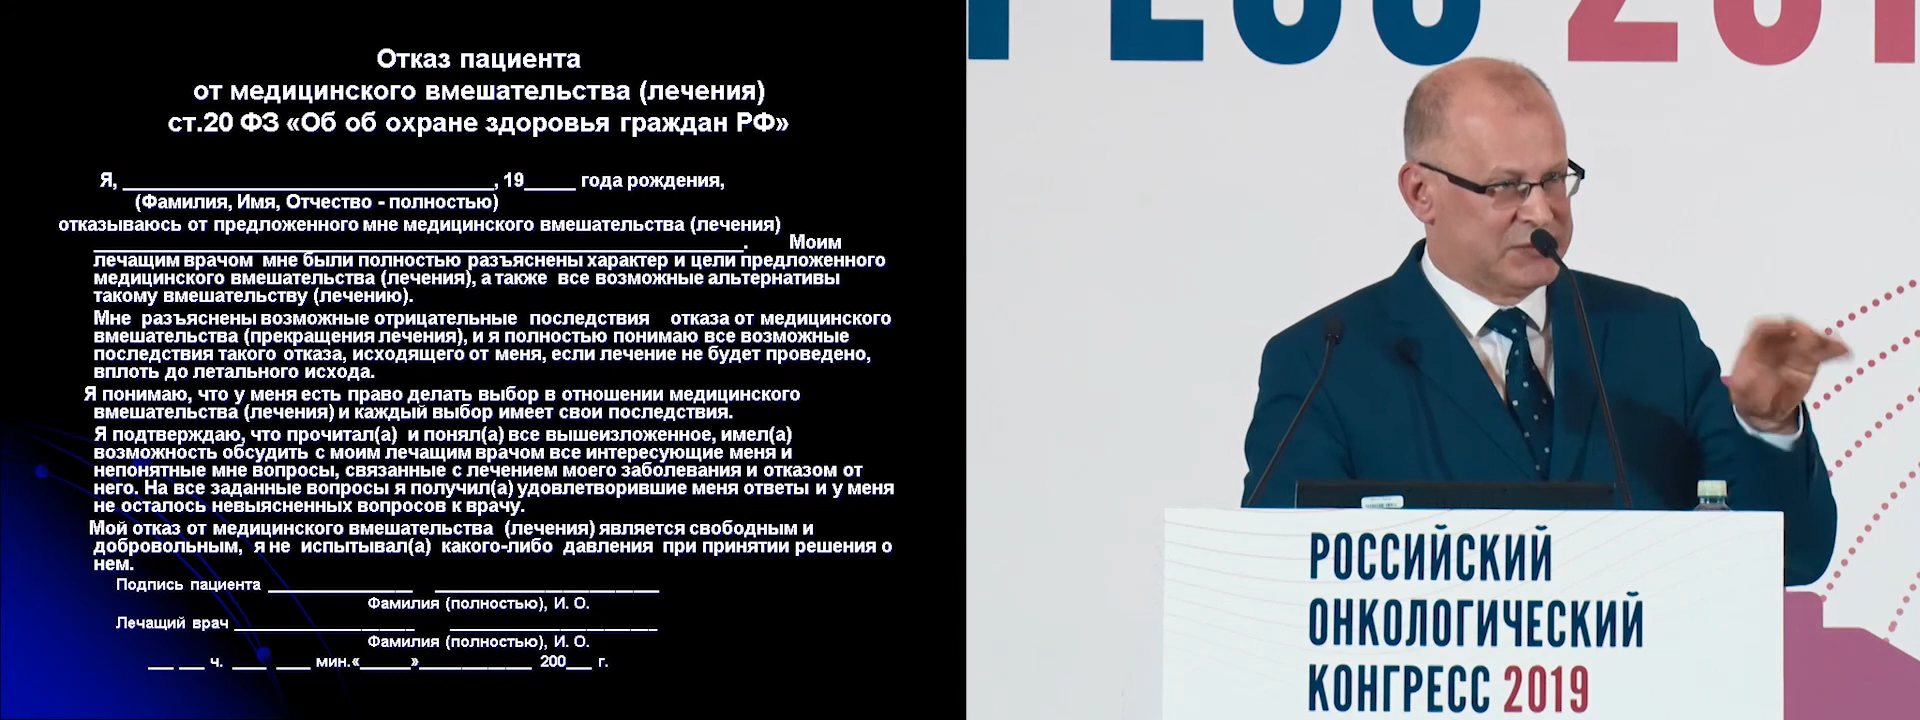 Отказ пациента
от медицинского вмешательства (лечения)
ст.20 ФЗ «Об об охране здоровья граждан РФ»
Я, ____________________________________, 19_____ года рождения,
(Фамилия, Имя, Отчество - полностью)
отказываюсь от предложенного мне медицинского вмешательства (лечения)
_______________________________________________________________. Моим
лечащим врачом мне были полностью разъяснены характер и цели предложенного
медицинского вмешательства (лечения), а также все возможные альтернативы
такому вмешательству (лечению).
Мне разъяснены возможные отрицательные последствия отказа от медицинского
вмешательства (прекращения лечения), и я полностью понимаю все возможные
последствия такого отказа, исходящего от меня, если лечение не будет проведено,
вплоть до летального исхода.
Я понимаю, что у меня есть право делать выбор в отношении медицинского
вмешательства (лечения) и каждый выбор имеет свои последствия.
Я подтверждаю, что прочитал(а) и понял(а) все вышеизложенное, имел(а)
возможность обсудить с моим лечащим врачом все интересующие меня и
непонятные мне вопросы, связанные с лечением моего заболевания и отказом от
него. На все заданные вопросы я получил(а) удовлетворившие меня ответы и у меня
не осталось невыясненных вопросов к врачу.
Мой отказ от медицинского вмешательства (лечения) является свободным и
добровольным, я не испытывал(а) какого-либо давления при принятии решения о
нем.
Подпись пациента _________________ __________________________
Фамилия (полностью), И. О.
Лечащий врач _____________________ ________________________
Фамилия (полностью), И. О.
___ ___ ч. ____ ____ мин.«______»_____________ 200___ г.
РОССИЙСКИЙ
ОНКОЛОГИЧЕСКИЙ
КОНГРЕСС 2019